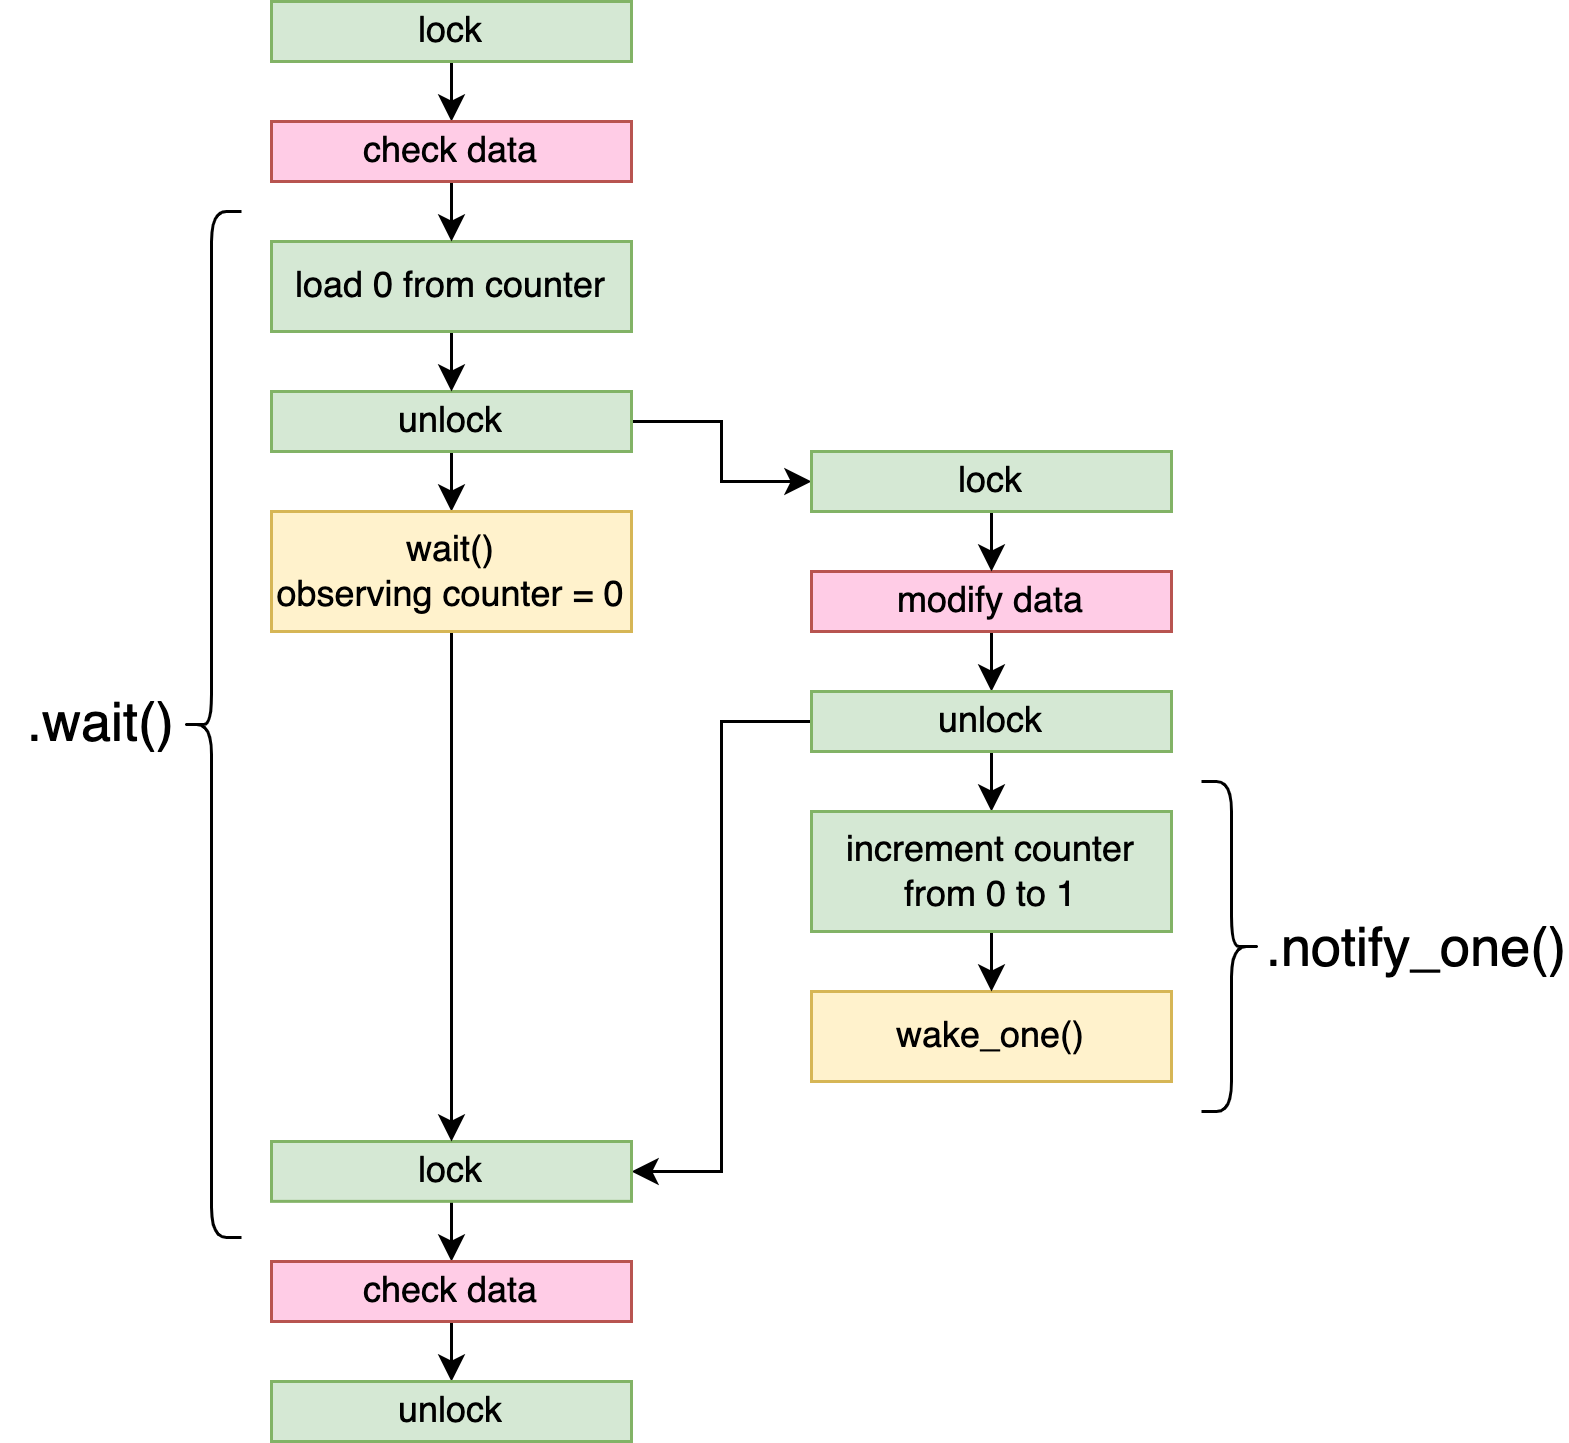 lock
check data
load 0 from counter
unlock
wait()
observing counter = 0
.wait()
lock
check data
unlock
lock
modify data
unlock
increment counter
from 0 to 1
wake_one()
.notify_one()